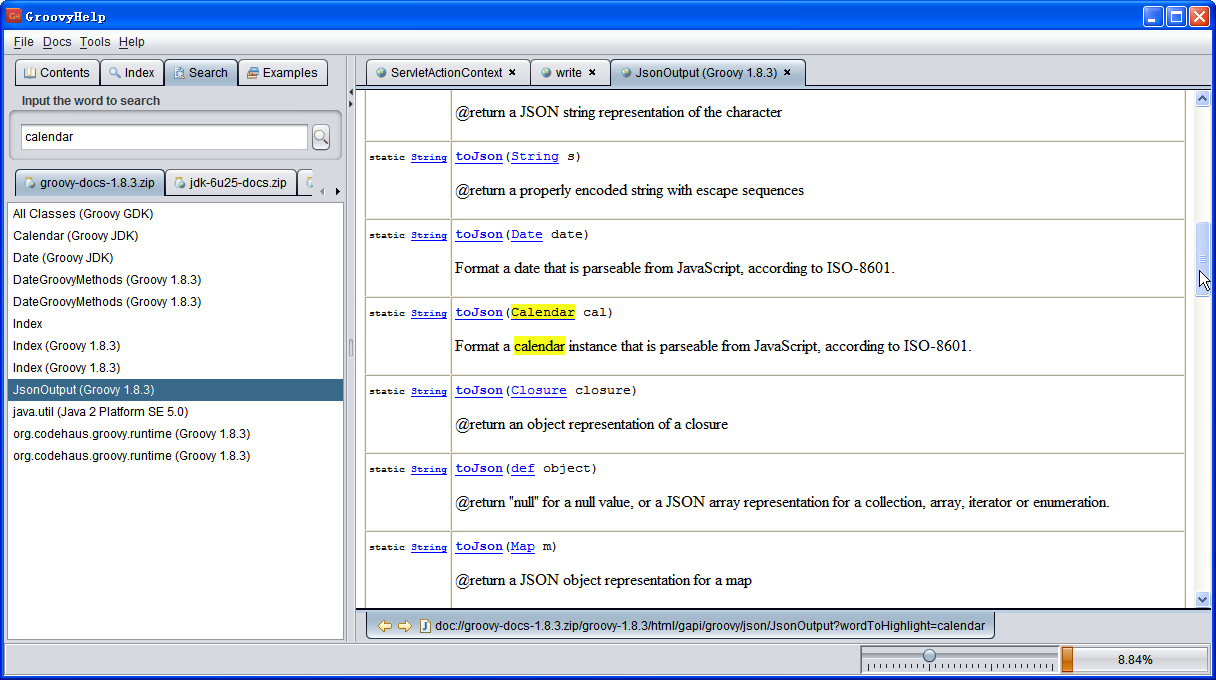 GroovyHelp
File Docs Tools Help
Contents Index Search Examples
Input the word to search
calendar
groovy-docs-1.8.3.zip jdk-6u25-docs.zip
All Classes (Groovy GDK)
Calendar (Groovy JDK)
Date (Groovy JDK)
DateGroovyMethods (Groovy 1.8.3)
DateGroovyMethods (Groovy 1.8.3)
Index
Index (Groovy 1.8.3)
Index (Groovy 1.8.3)
JsonOutput (Groovy 1.8.3)
java.util (Java 2 Platform SE 5.0)
org.codehaus.groovy.runtime (Groovy 1.8.3)
org.codehaus.groovy.runtime (Groovy 1.8.3)
ServletActionContext × write × JsonOutput (Groovy 1.8.3) ×
@return a JSON string representation of the character
static String toJson(String s)
@return a properly encoded string with escape sequences
static String toJson(Date date)
Format a date that is parseable from JavaScript, according to ISO-8601.
static String toJson(Calendar cal)
Format a calendar instance that is parseable from JavaScript, according to ISO-8601.
static String toJson(Closure closure)
@return an object representation of a closure
static String toJson(def object)
@return "null" for a null value, or a JSON array representation for a collection, array, iterator or enumeration.
static String toJson(Map m)
@return a JSON object representation for a map
doc://groovy-docs-1.8.3.zip/groovy-1.8.3/html/gapi/groovy/json/JsonOutput?wordToHighlight=calendar
8.84%